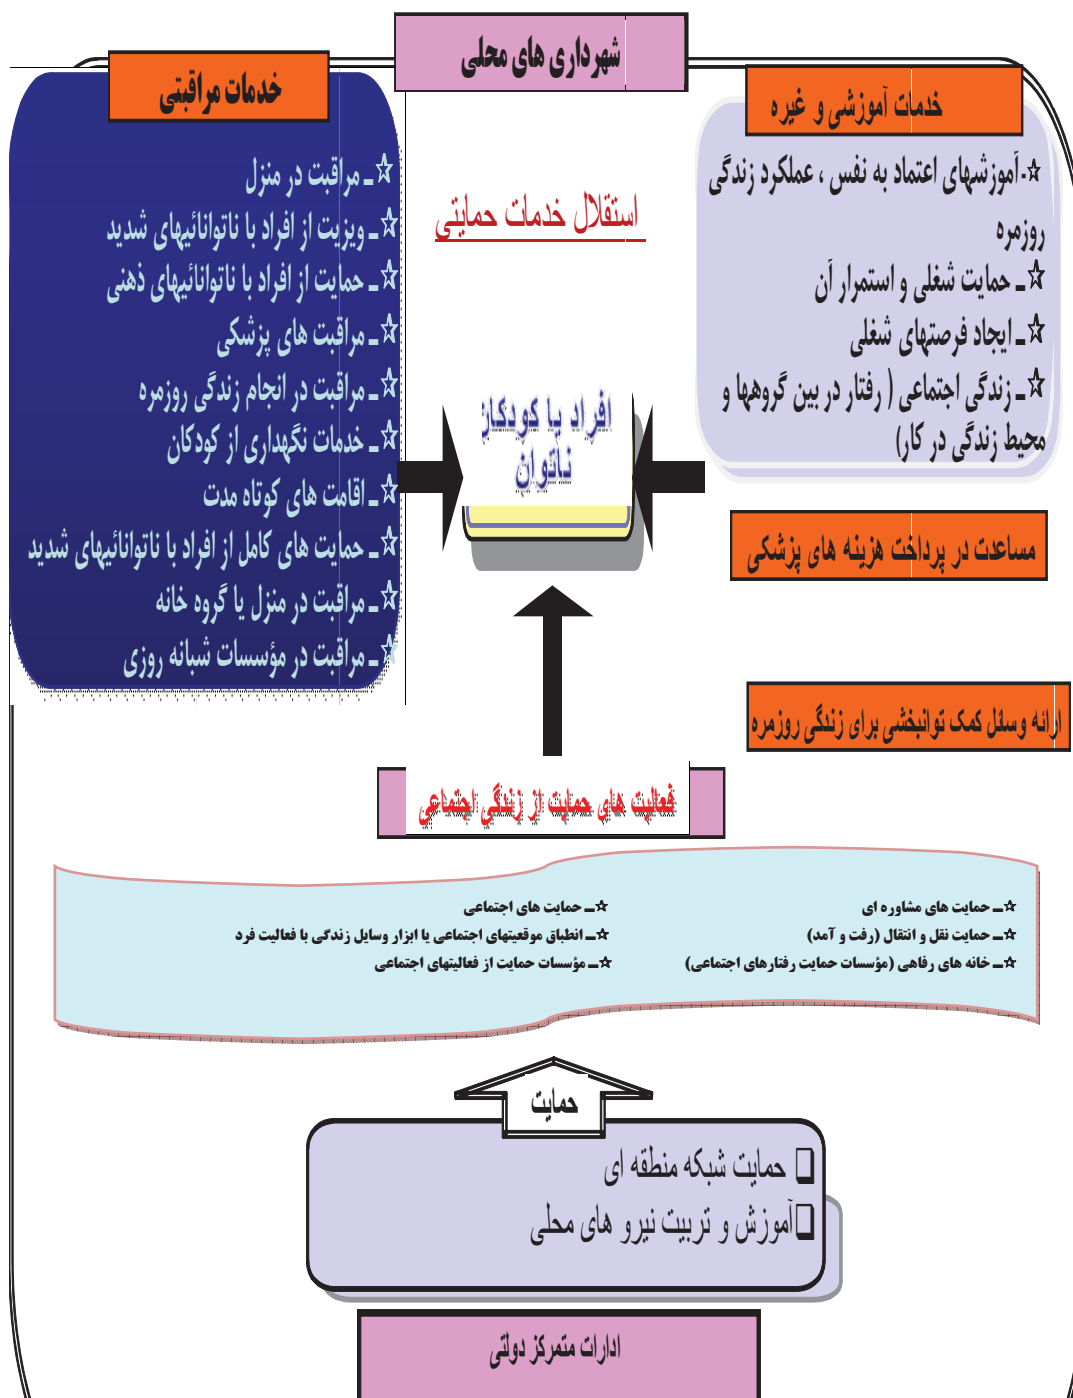 شهرداری های محلی
خدمات آموزشی و غیره
☆-آموزشهای اعتماد به نفس ، عملکرد زندگی
روزمره
☆ـ حمایت شغلی و استمرار آن
☆ـ ایجاد فرصتهای شغلی
☆ـ زندگی اجتماعی ( رفتار در بین گروهها و
محیط زندگی در کار)
مساعدت در پرداخت هزینه های پزشکی
ارائه وسائل کمک توانبخشی برای زندگی روزمره
استقلال خدمات حمایتی
افراد یا کودکان
ناتوان
خدمات مراقبتی
☆ـ مراقبت در منزل
☆ـ ویزیت از افراد با ناتوانائیهای شدید
☆ـ حمایت از افراد با ناتوانائیهای ذهنی
☆ـ مراقبت های پزشکی
☆ـ مراقبت در انجام زندگی روزمره
☆ـ خدمات نگهداری از کودکان
☆ـ اقامت های کوتاه مدت
☆ـ حمایت های کامل از افراد با ناتوانائیهای شدید
☆ـ مراقبت در منزل یا گروه خانه
☆ـ مراقبت در مؤسسات شبانه روزی
فعالیت های حمایت از زندگی اجتماعی
☆ـ حمایت های مشاوره ای
☆ـ حمایت نقل و انتقال (رفت و آمد)
☆ـ خانه های رفاهی (مؤسسات حمایت رفتارهای اجتماعی)
☆ـ حمایت های اجتماعی
☆ـ انطباق موقعیتهای اجتماعی یا ابزار وسایل زندگی با فعالیت فرد
☆ـ مؤسسات حمایت از فعالیتهای اجتماعی
حمایت
❑ حمایت شبکه منطقه ای
❑آموزش و تربیت نیرو های محلی
ادارات متمرکز دولتی